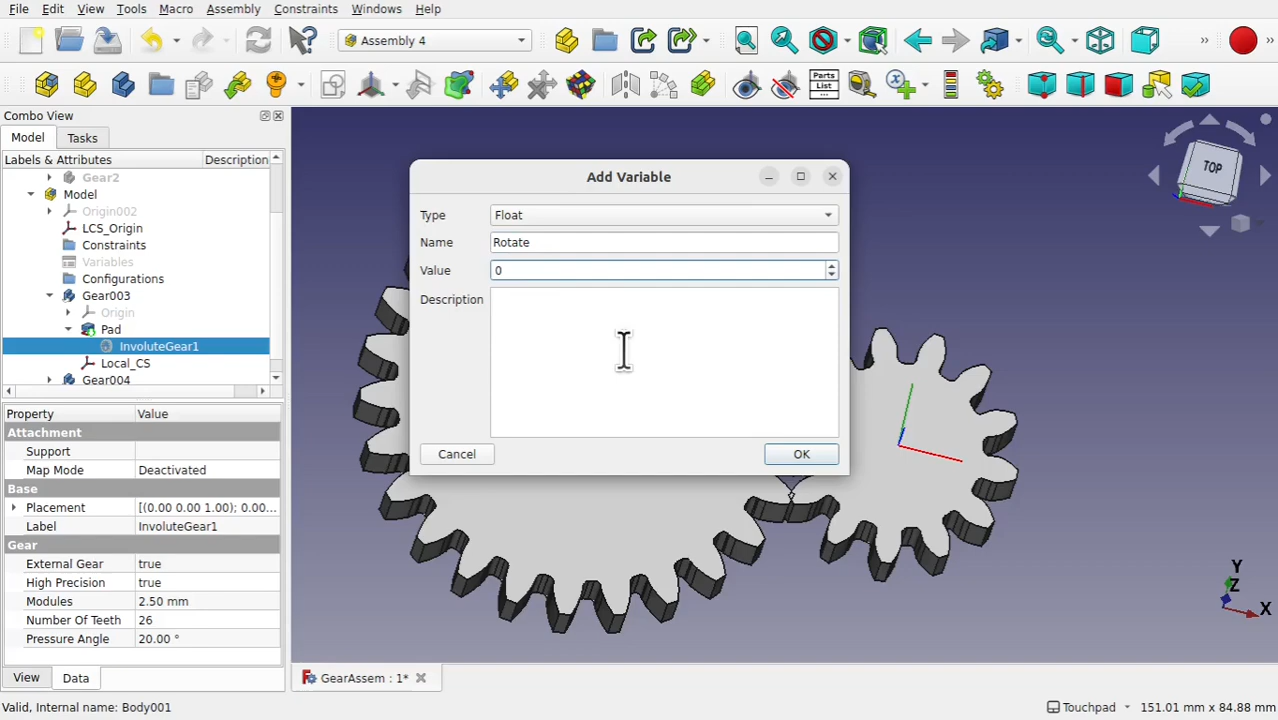 File Edit View Tools Macro Assembly Constraints Windows Help
Assembly 4
Parts List
Combo View
Model Tasks
Labels & Attributes Description
Gear2
Model
Origin002
LCS_Origin
Constraints
Variables
Configurations
Gear003
Origin
Pad
InvoluteGear1
Local_CS
Gear004
Property Value
Attachment
Support
Map Mode Deactivated
Base
Placement [(0.00 0.00 1.00); 0.00...
Label InvoluteGear1
Gear
External Gear true
High Precision true
Modules 2.50 mm
Number Of Teeth 26
Pressure Angle 20.00 °
View Data
Add Variable
Type Float
Name Rotate
Value 0
Description
Cancel OK
TOP
Y
Z
X
GearAssem : 1*
Valid, Internal name: Body001
Touchpad 151.01 mm x 84.88 mm